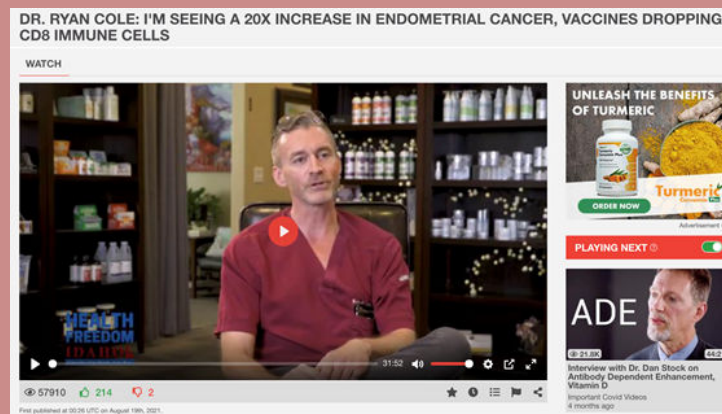 DR. RYAN COLE: I'M SEEING A 20X INCREASE IN ENDOMETRIAL CANCER, VACCINES DROPPING
CD8 IMMUNE CELLS
WATCH
HEALTH
FREEDOM
IDAHO
31:52
57910 214 2
First published at 00:26 UTC on August 19th, 2021.
UNLEASH THE BENEFITS
OF TURMERIC
Turmeric
ORDER NOW
Advertisement
PLAYING NEXT
ADE
21.8K
44:2
Interview with Dr. Dan Stock on
Antibody Dependent Enhancement,
Vitamin D
Important Covid Videos
4 months ago